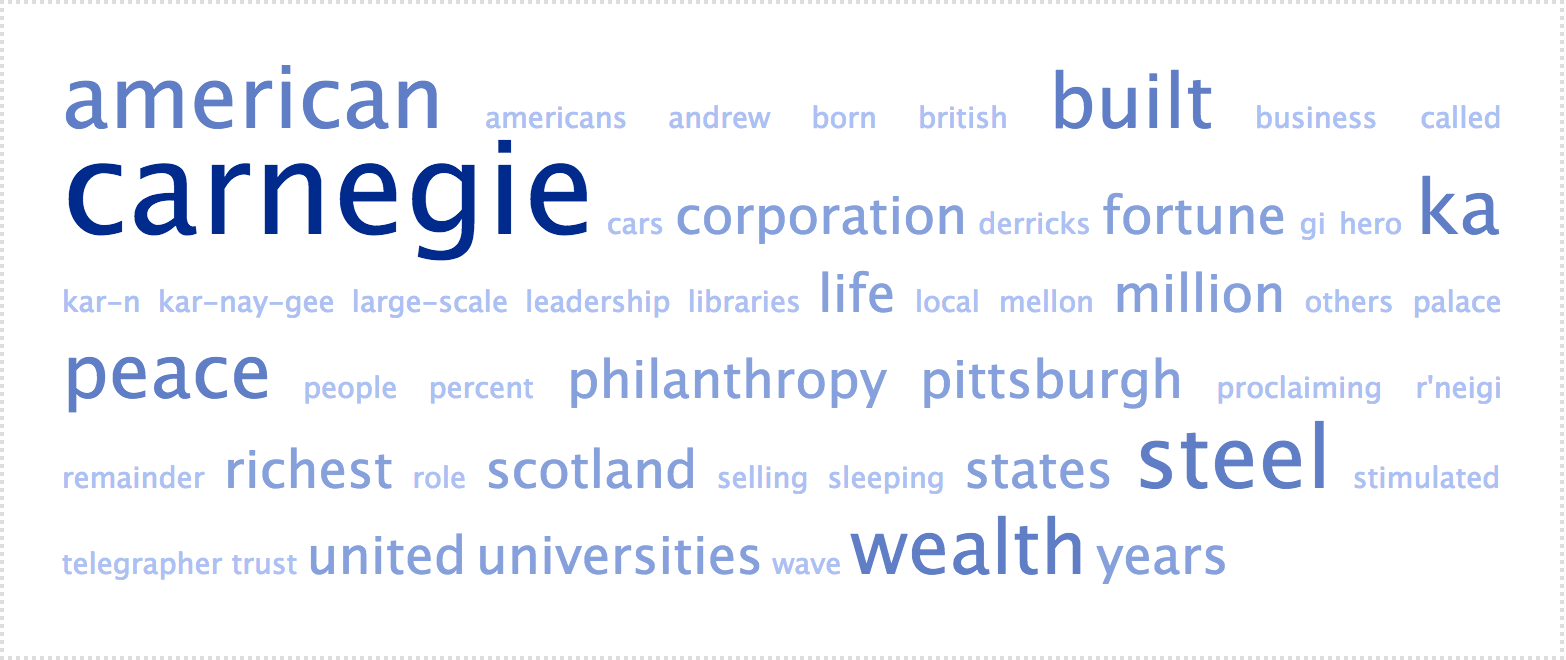 american americans andrew born british built business called
carnegie cars corporation derricks fortune gi hero ka
kar-n kar-nay-gee large-scale leadership libraries life local mellon million others palace
peace people percent philanthropy pittsburgh proclaiming r'neigi
remainder richest role scotland selling sleeping states steel stimulated
telegrapher trust united universities wave wealth years